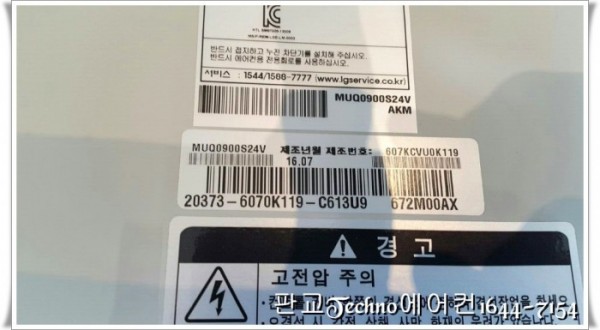 반드시 접지하고 누전 차단기를 설치해 주십시오.
반드시 에어컨용 전용회로를 사용하십시오.
서비스 : 1544/1588-7777 (www.lgservice.co.kr)
MUQ0900S24V
AKM
MUQ0900S24V 제조년월 제조번호: 607KCVU0K119
16.07
20373-6070K119-C613U9 672M00AX
경고
고전압 주의
판교Techno에어컨1644-7154